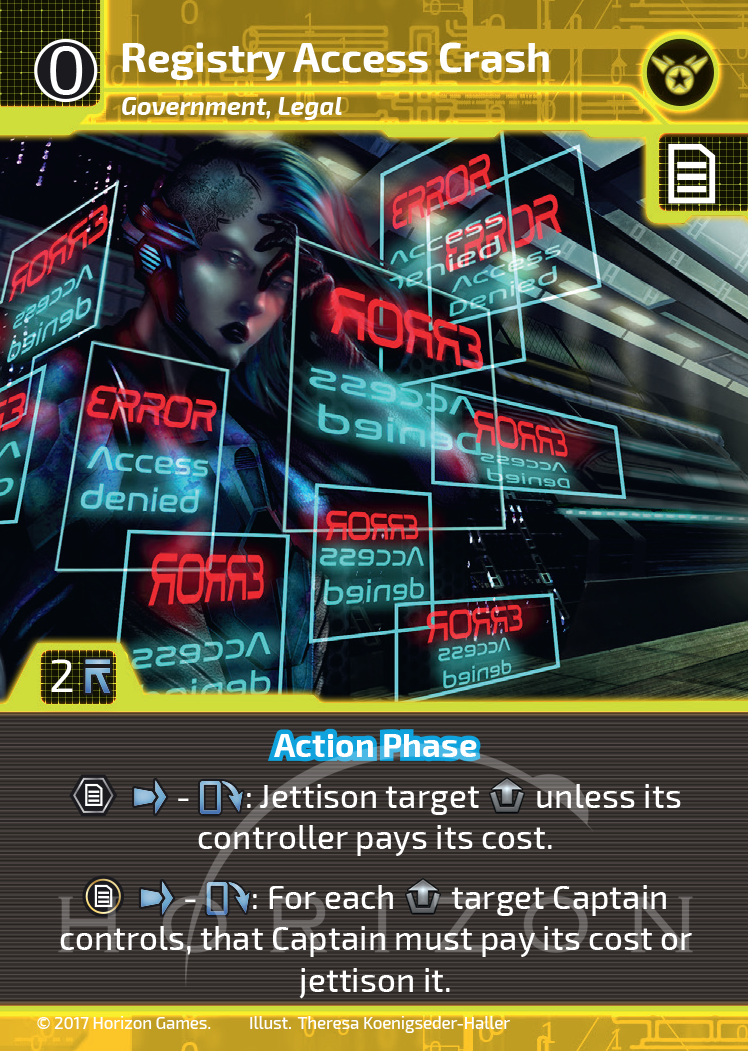 0
Registry Access Crash
Government, Legal
ERROR
Access
denied
ERROR
Access
Denied
ERROR
Access
denied
ERROR
Access
Denied
ERROR
Access
denied
ERROR
Access
Denied
ERROR
Access
denied
ERROR
Access
denied
ERROR
Access
denied
2
Action Phase
- : Jettison target unless its
controller pays its cost.
- : For each target Captain
controls, that Captain must pay its cost or
jettison it.
HORIZON
© 2017 Horizon Games. Illust. Theresa Koenigseder-Haller